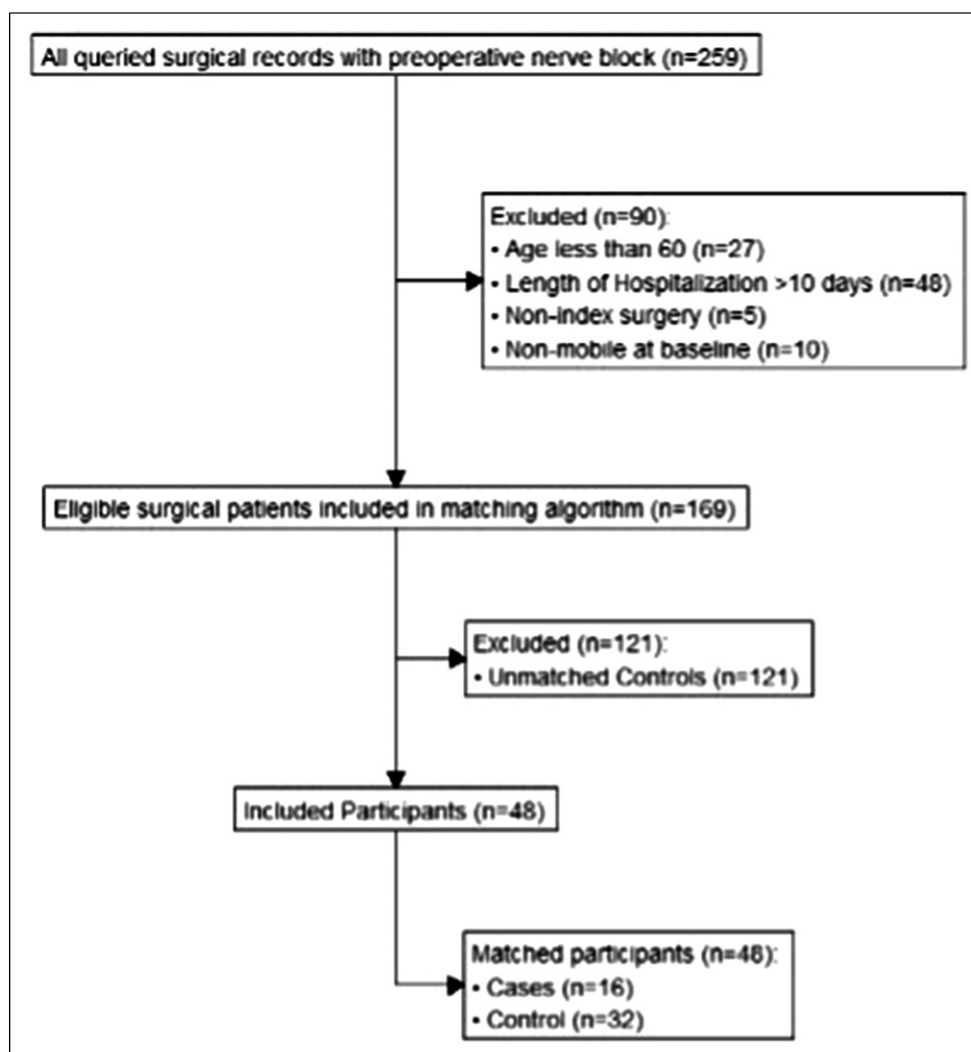 All queried surgical records with preoperative nerve block (n=259)
Excluded (n=90):
• Age less than 60 (n=27)
• Length of Hospitalization >10 days (n=48)
• Non-index surgery (n=5)
• Non-mobile at baseline (n=10)
Eligible surgical patients included in matching algorithm (n=169)
Excluded (n=121):
• Unmatched Controls (n=121)
Included Participants (n=48)
Matched participants (n=48):
• Cases (n=16)
• Control (n=32)